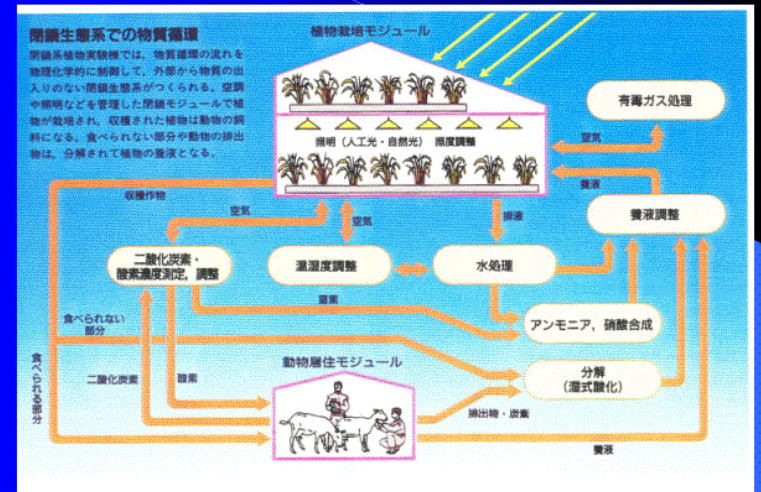 閉鎖生態系での物質循環
閉鎖系植物実験棟では、物質循環の流れを
物理化学的に制御して、外部から物質の出
入りのない閉鎖生態系がつくられる。空調
や照明などを管理した閉鎖モジュールで植
物が栽培され、収穫された植物は動物の飼
料になる。食べられない部分や動物の排出
物は、分解されて植物の養液となる。
植物栽培モジュール
照明（人工光・自然光） 照度調整
有毒ガス処理
空気
養液
養液調整
収穫作物
空気
空気
排液
二酸化炭素・
酸素濃度測定，調整
温湿度調整
水処理
窒素
アンモニア，硝酸合成
食べられない
部分
食べられる部分
二酸化炭素
酸素
動物居住モジュール
分解
（湿式酸化）
排出物・炭素
養液